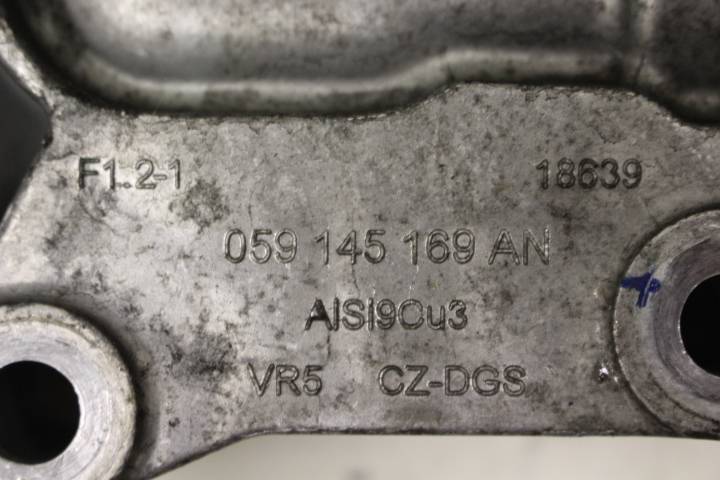 F1.2-1 18639
059 145 169 AN
AlSi9Cu3
VR5 CZ-DGS